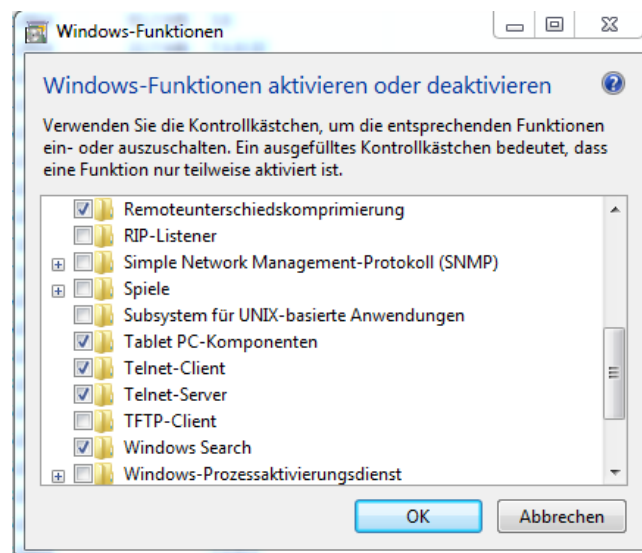 Windows-Funktionen
Windows-Funktionen aktivieren oder deaktivieren
Verwenden Sie die Kontrollkästchen, um die entsprechenden Funktionen
ein- oder auszuschalten. Ein ausgefülltes Kontrollkästchen bedeutet, dass
eine Funktion nur teilweise aktiviert ist.
Remoteunterschiedskomprimierung
RIP-Listener
Simple Network Management-Protokoll (SNMP)
Spiele
Subsystem für UNIX-basierte Anwendungen
Tablet PC-Komponenten
Telnet-Client
Telnet-Server
TFTP-Client
Windows Search
Windows-Prozessaktivierungsdienst
OK Abbrechen